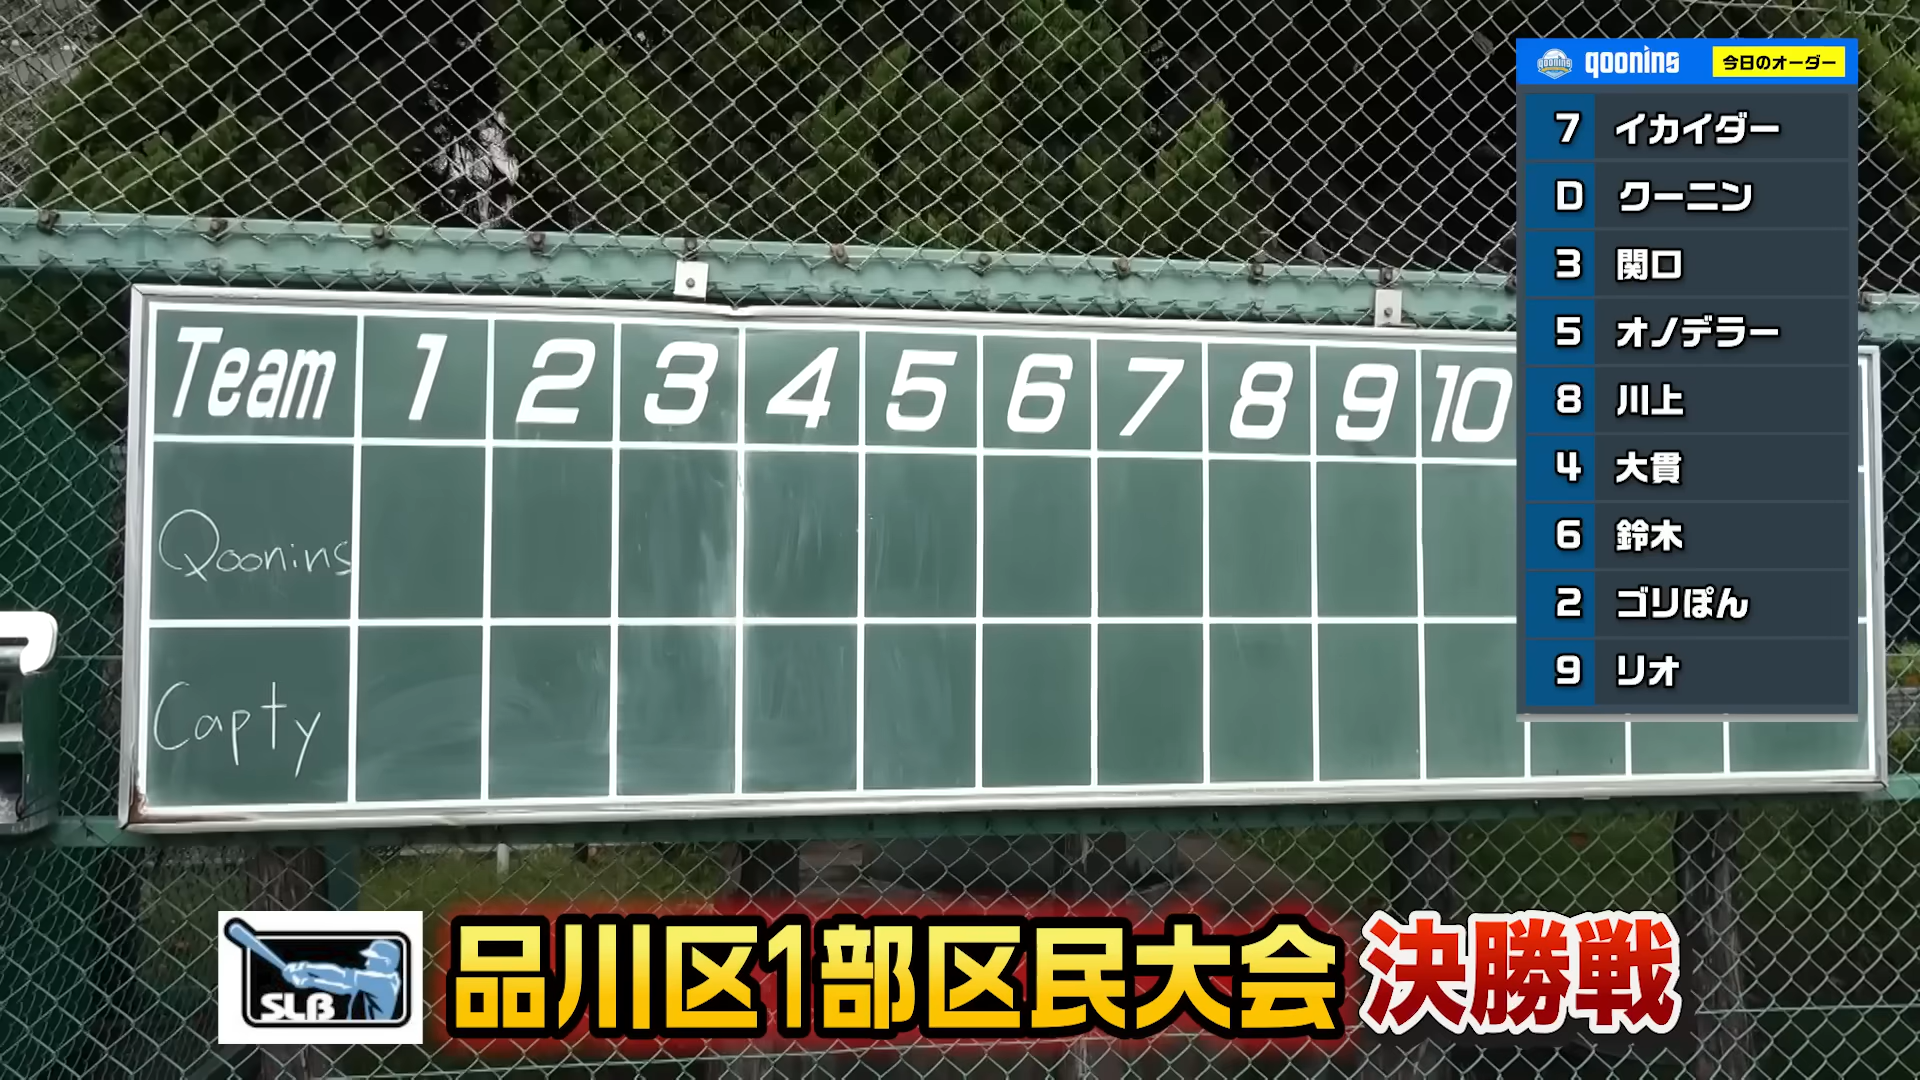 qoonins 今日のオーダー
7 イカイダー
D クーニン
3 関口
5 オノデラー
8 川上
4 大貫
6 鈴木
2 ゴリぽん
9 リオ
Team 1 2 3 4 5 6 7 8 9 10
Qoonins
Capty
SLB
品川区1部区民大会 決勝戦